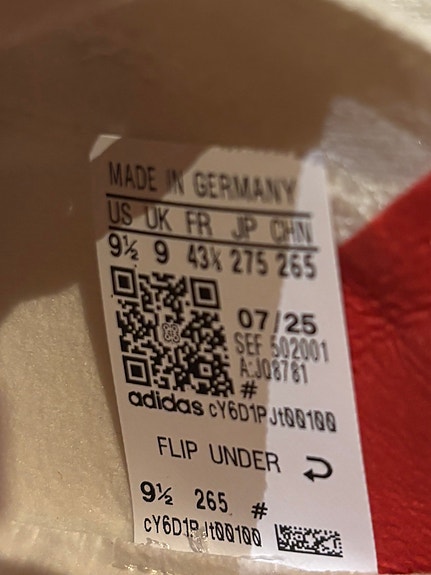 MADE IN GERMANY
US UK FR JP CHN
9½ 9 43⅓ 275 265
07/25
SEF 502001
A:JQ8781
#
adidas cY6D1PJt00100
FLIP UNDER
9½ 265 #
cY6D1PJt00100